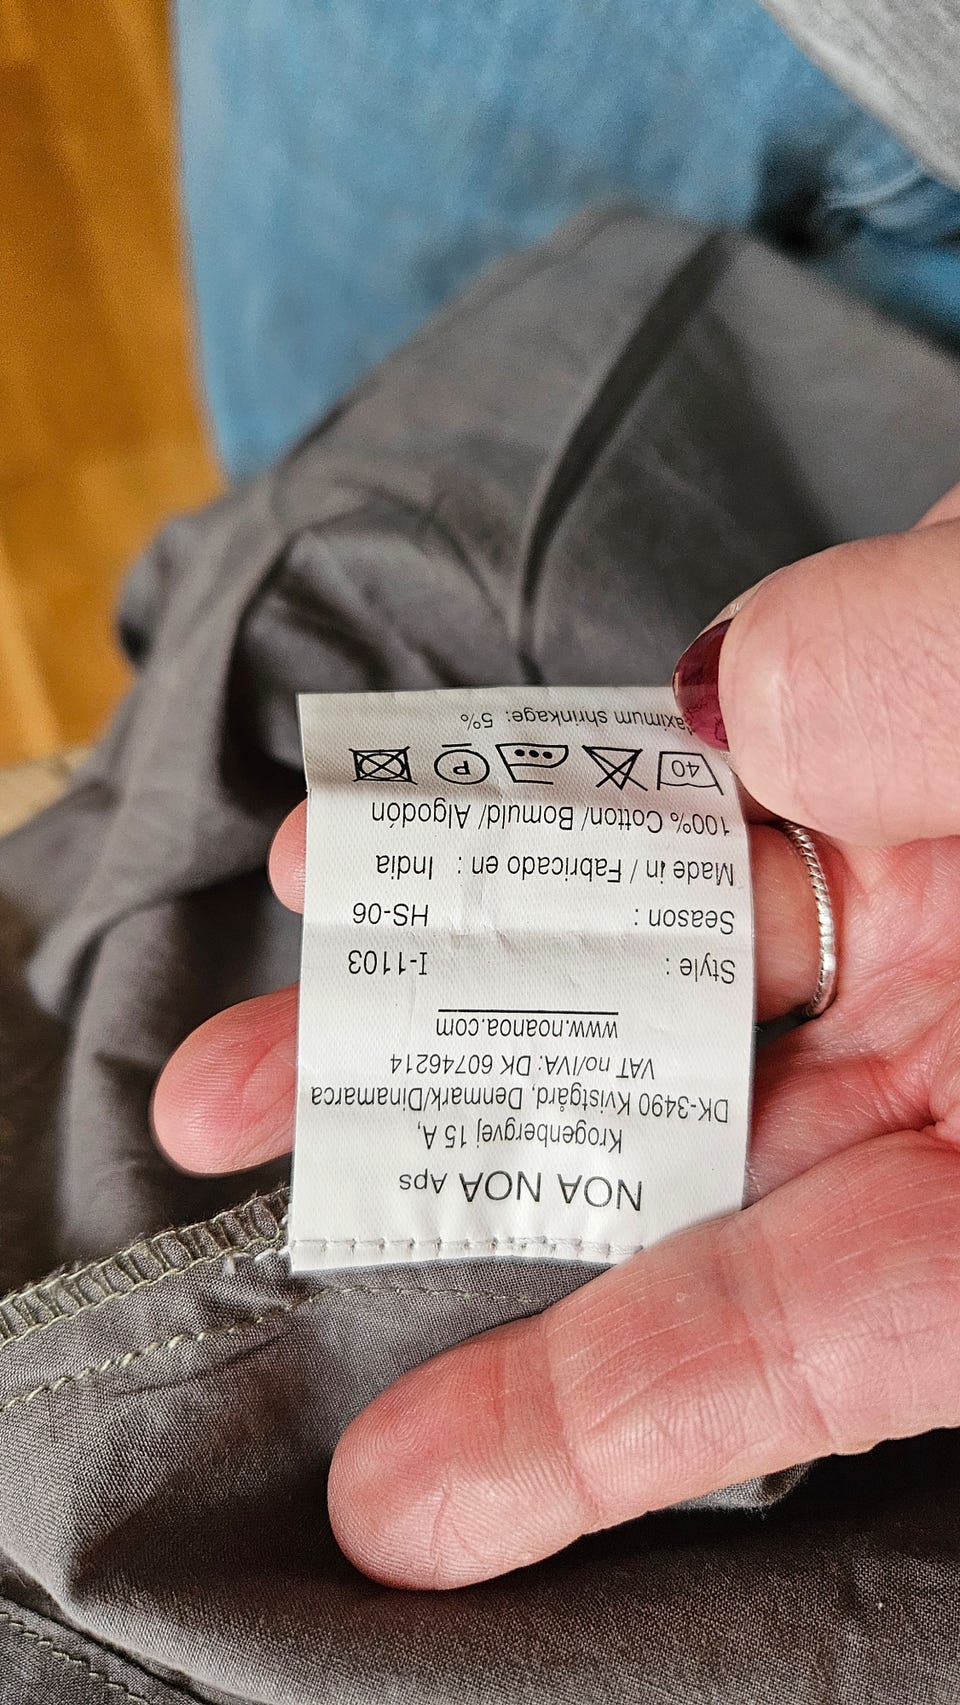 NOA NOA Aps
Krogenbergvej 15 A,
DK-3490 Kvistgård, Denmark/Dinamarca
VAT no/IVA: DK 60746214
www.noanoa.com
Style : I-1103
Season : HS-06
Made in / Fabricado en : India
100% Cotton/ Bomuld/ Algodón
40 P
shrinkage: 5%